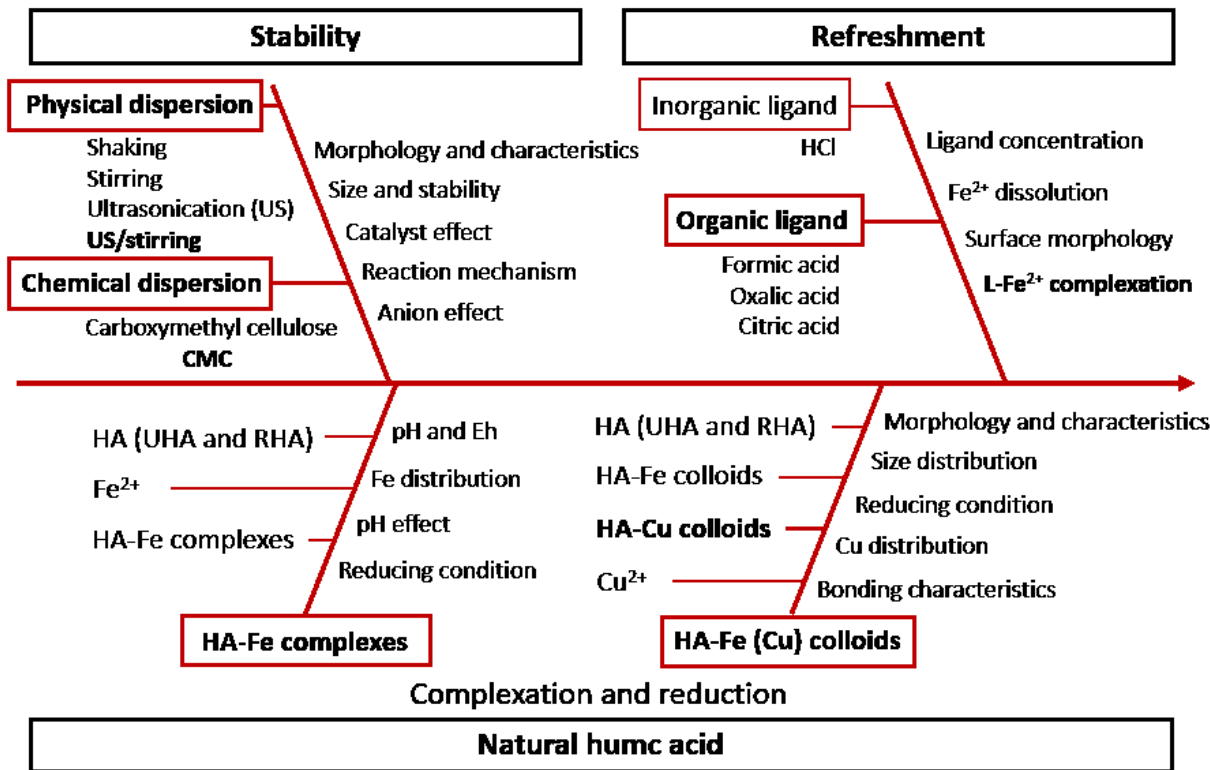 Stability
Refreshment
Physical dispersion
Shaking
Stirring
Ultrasonication (US)
US/stirring
Chemical dispersion
Carboxymethyl cellulose
CMC
Morphology and characteristics
Size and stability
Catalyst effect
Reaction mechanism
Anion effect
Inorganic ligand
HCl
Organic ligand
Formic acid
Oxalic acid
Citric acid
Ligand concentration
Fe²⁺ dissolution
Surface morphology
L-Fe²⁺ complexation
HA (UHA and RHA)
Fe²⁺
HA-Fe complexes
pH and Eh
Fe distribution
pH effect
Reducing condition
HA-Fe complexes
HA (UHA and RHA)
HA-Fe colloids
HA-Cu colloids
Cu²⁺
Morphology and characteristics
Size distribution
Reducing condition
Cu distribution
Bonding characteristics
HA-Fe (Cu) colloids
Complexation and reduction
Natural humc acid